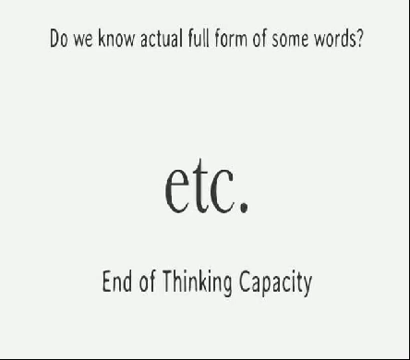 Do we know actual full form of some words?
etc.
End of Thinking Capacity